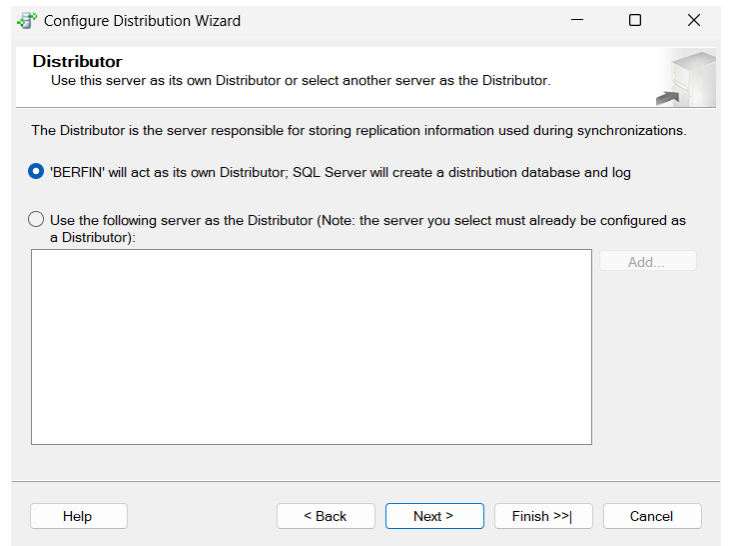 Configure Distribution Wizard
Distributor
Use this server as its own Distributor or select another server as the Distributor.
The Distributor is the server responsible for storing replication information used during synchronizations.
'BERFIN' will act as its own Distributor; SQL Server will create a distribution database and log
Use the following server as the Distributor (Note: the server you select must already be configured as
a Distributor):
Add...
Help
< Back
Next >
Finish >>|
Cancel